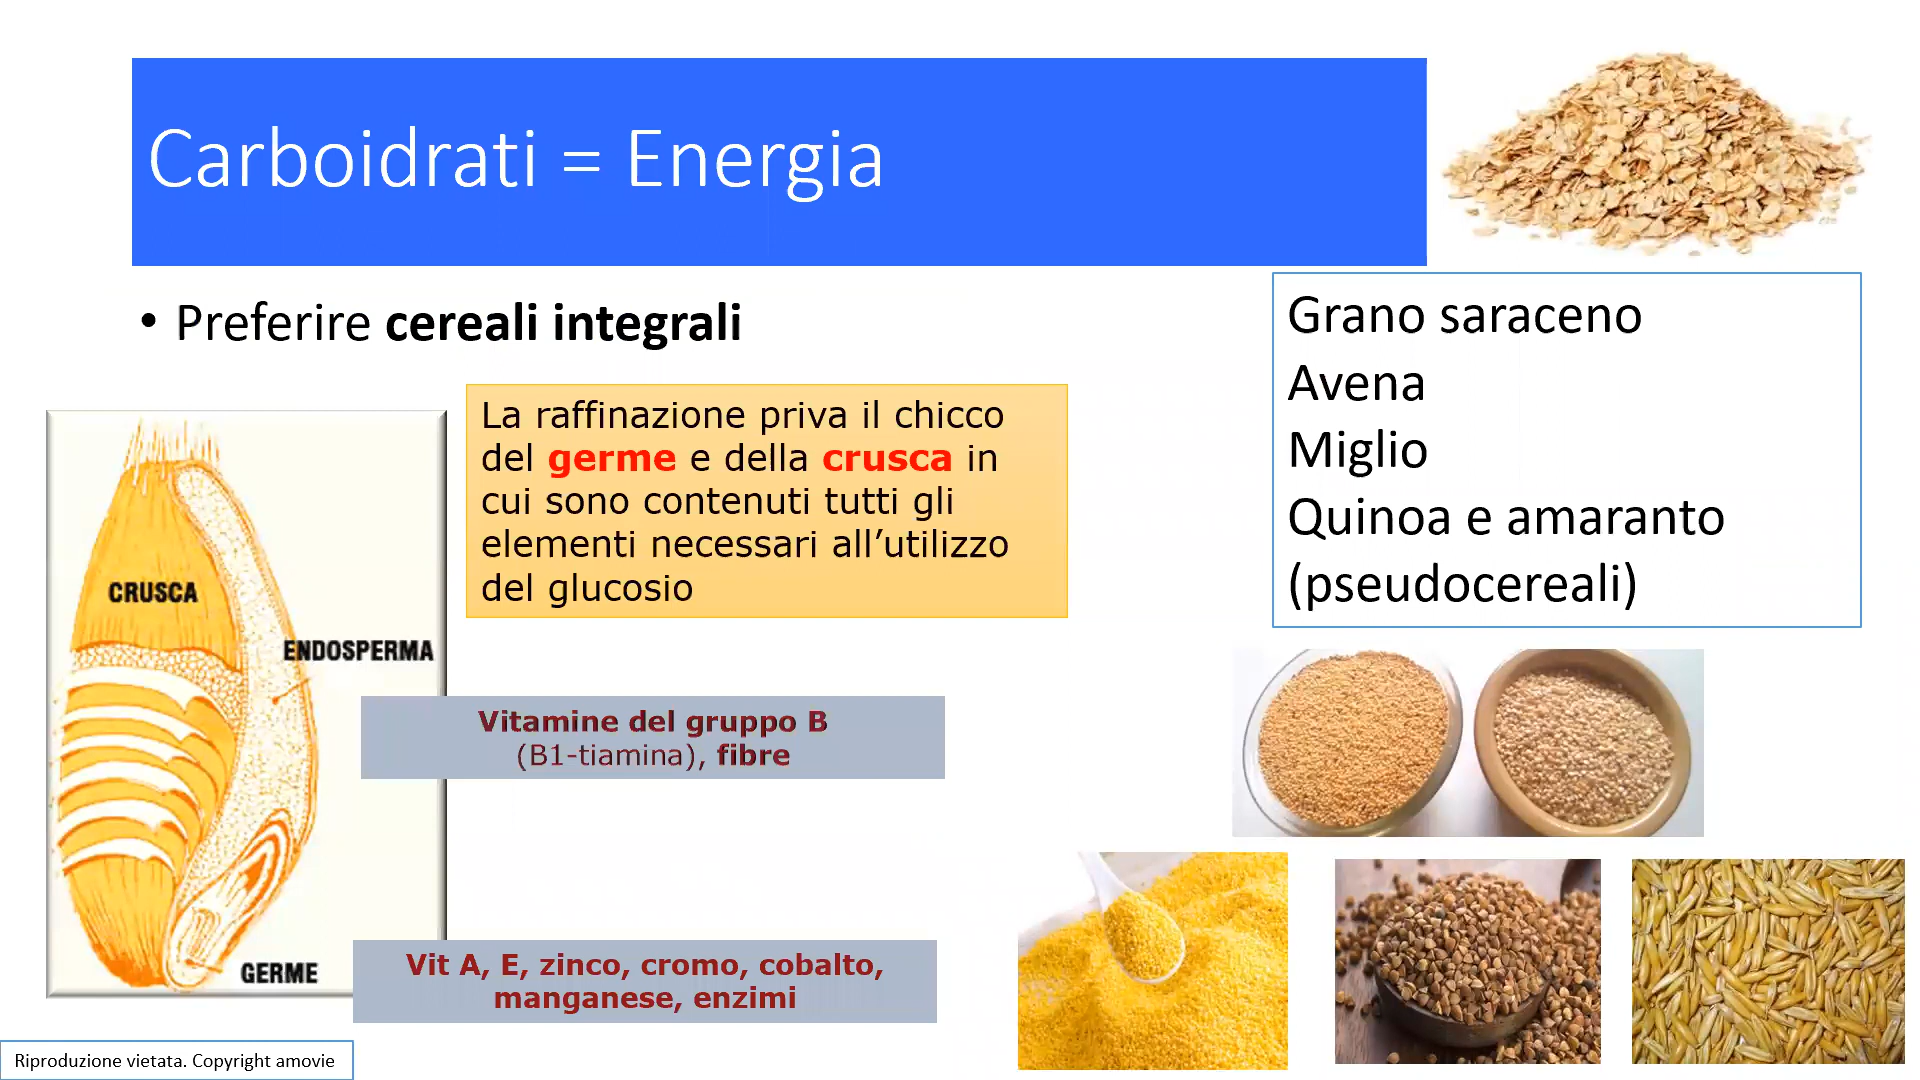 Carboidrati = Energia
• Preferire cereali integrali
La raffinazione priva il chicco
del germe e della crusca in
cui sono contenuti tutti gli
elementi necessari all’utilizzo
del glucosio
Grano saraceno
Avena
Miglio
Quinoa e amaranto
(pseudocereali)
CRUSCA
ENDOSPERMA
Vitamine del gruppo B
(B1-tiamina), fibre
GERME
Vit A, E, zinco, cromo, cobalto,
manganese, enzimi
Riproduzione vietata. Copyright amovie